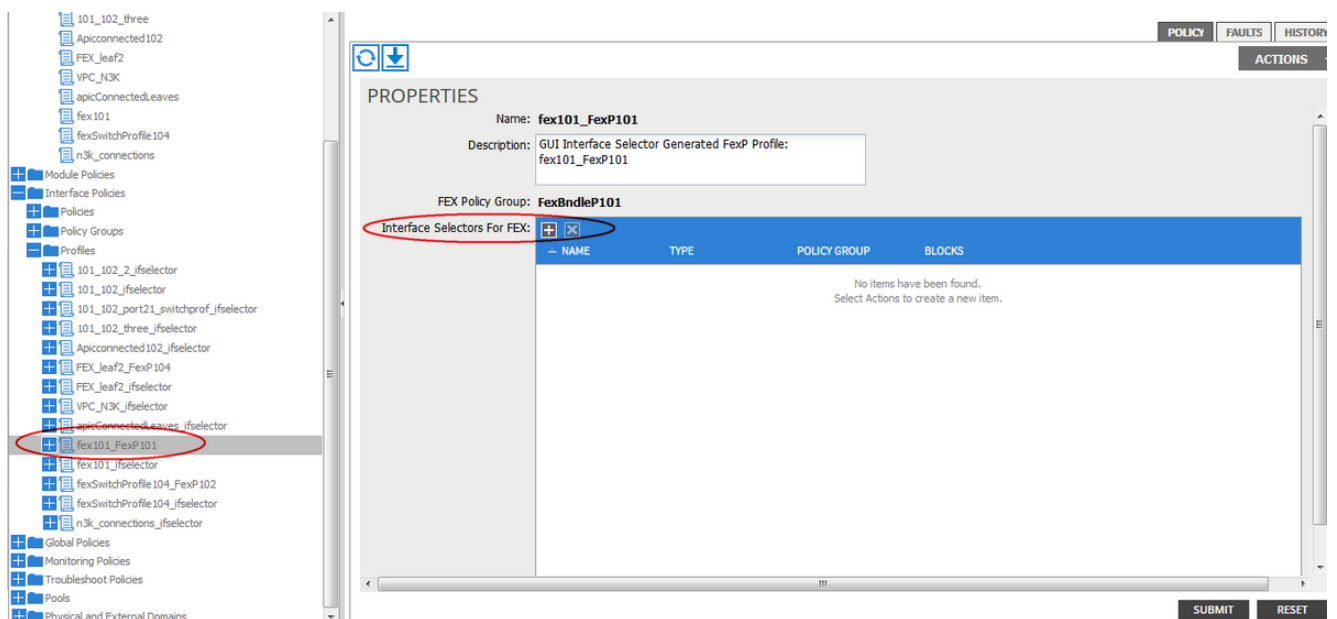 101_102_three
Apicconnected102
FEX_leaf2
VPC_N3K
apicConnectedLeaves
fex101
fexSwitchProfile104
n3k_connections
Module Policies
Interface Policies
Policies
Policy Groups
Profiles
101_102_2_ifselector
101_102_ifselector
101_102_port21_switchprof_ifselector
101_102_three_ifselector
Apicconnected102_ifselector
FEX_leaf2_FexP104
FEX_leaf2_ifselector
VPC_N3K_ifselector
apicConnectedLeaves_ifselector
fex101_FexP101
fex101_ifselector
fexSwitchProfile104_FexP102
fexSwitchProfile104_ifselector
n3k_connections_ifselector
Global Policies
Monitoring Policies
Troubleshoot Policies
Pools
Physical and External Domains
POLICY FAULTS HISTORY
ACTIONS
PROPERTIES
Name: fex101_FexP101
Description: GUI Interface Selector Generated FexP Profile:
fex101_FexP101
FEX Policy Group: FexBndleP101
Interface Selectors For FEX:
NAME TYPE POLICY GROUP BLOCKS
No items have been found.
Select Actions to create a new item.
SUBMIT RESET